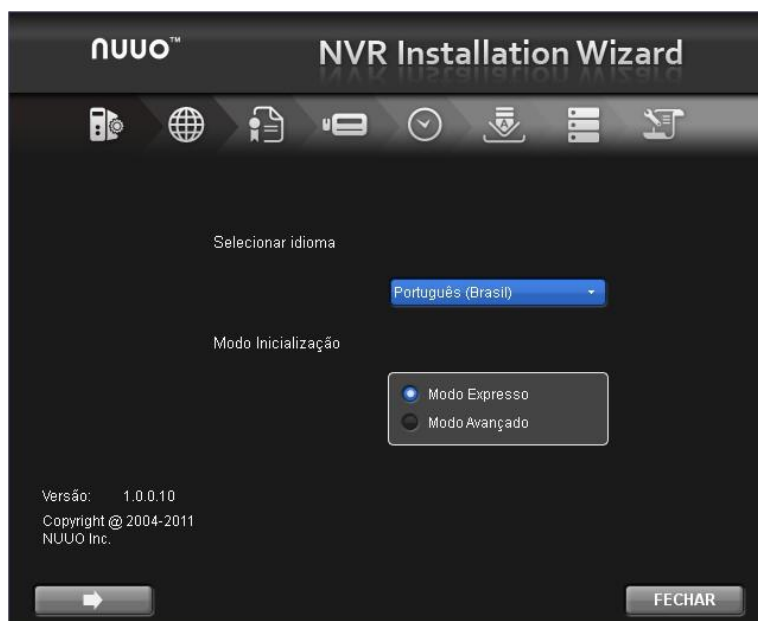 nuuo™
NVR Installation Wizard
Selecionar idioma
Português (Brasil)
Modo Inicialização
Modo Expresso
Modo Avançado
Versão: 1.0.0.10
Copyright @ 2004-2011
NUUO Inc.
FECHAR